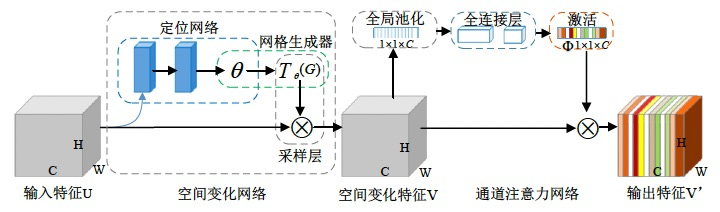 定位网络
网格生成器
θ
Tθ(G)
采样层
全局池化
1×1×C
全连接层
激活
Φ1×1×C
H
C
W
H
C
W
H
C
W
输入特征U
空间变化网络
空间变化特征V
通道注意力网络
输出特征V’